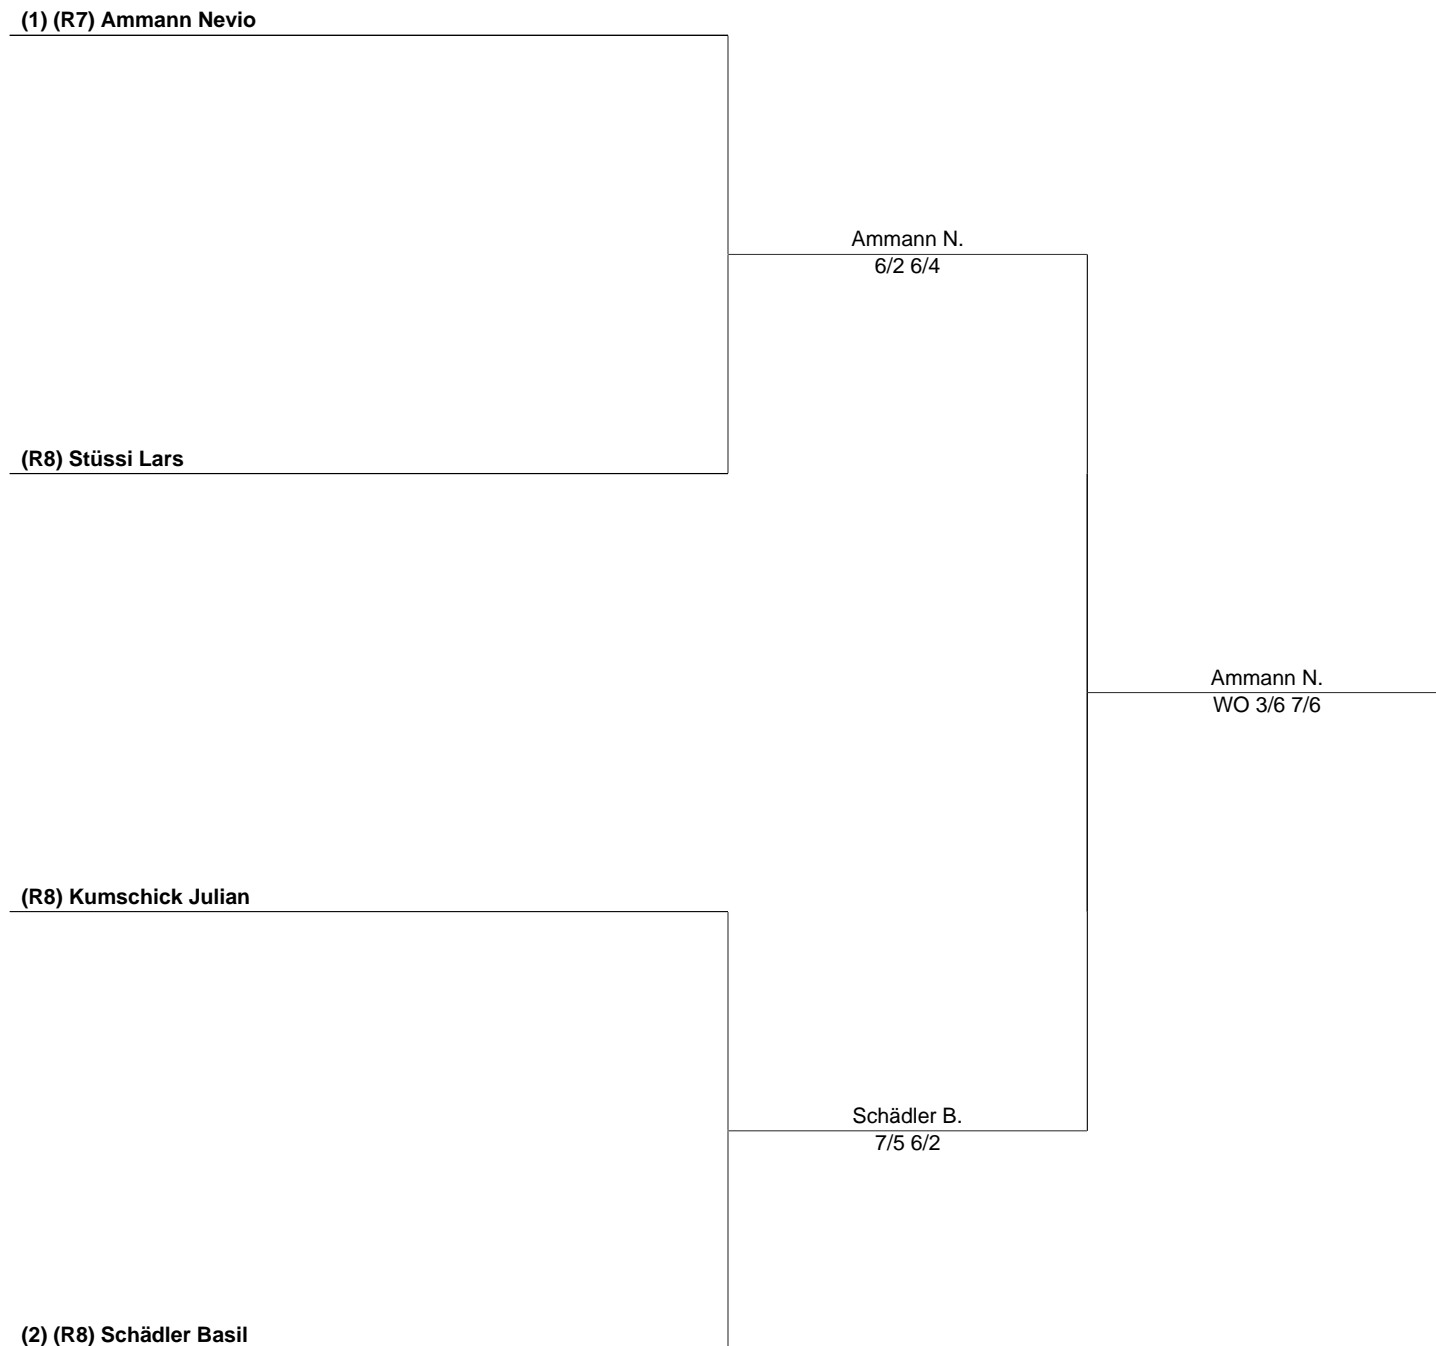 (1) (R7) Ammann Nevio
Ammann N.
6/2 6/4
(R8) Stüssi Lars
Ammann N.
WO 3/6 7/6
(R8) Kumschick Julian
Schädler B.
7/5 6/2
(2) (R8) Schädler Basil